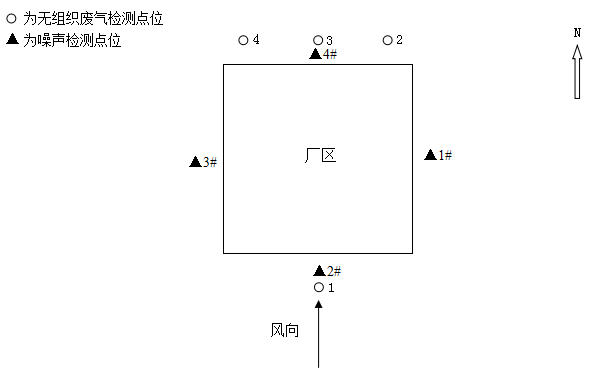 ○ 为无组织废气检测点位
▲ 为噪声检测点位
N
○ 4
○ 3
○ 2
▲ 4#
厂区
▲ 3#
▲ 1#
▲ 2#
○ 1
风向